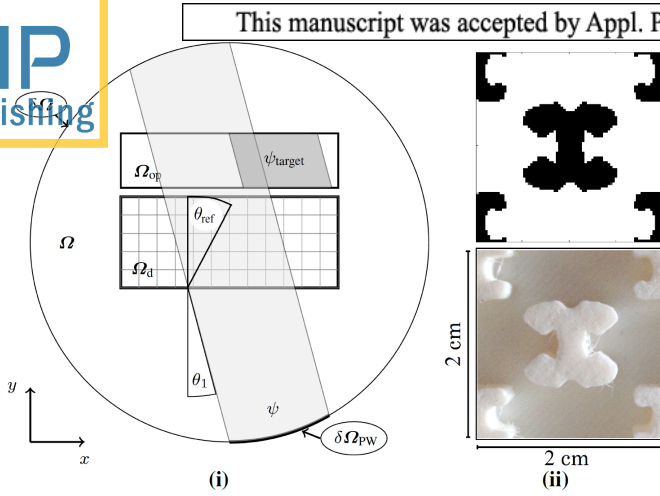 This manuscript was accepted by Appl. P
IP
ishing
δΩ
Ωop
ψtarget
θref
Ω
Ωd
θ1
y
x
ψ
δΩPW
(i)
2 cm
2 cm
(ii)